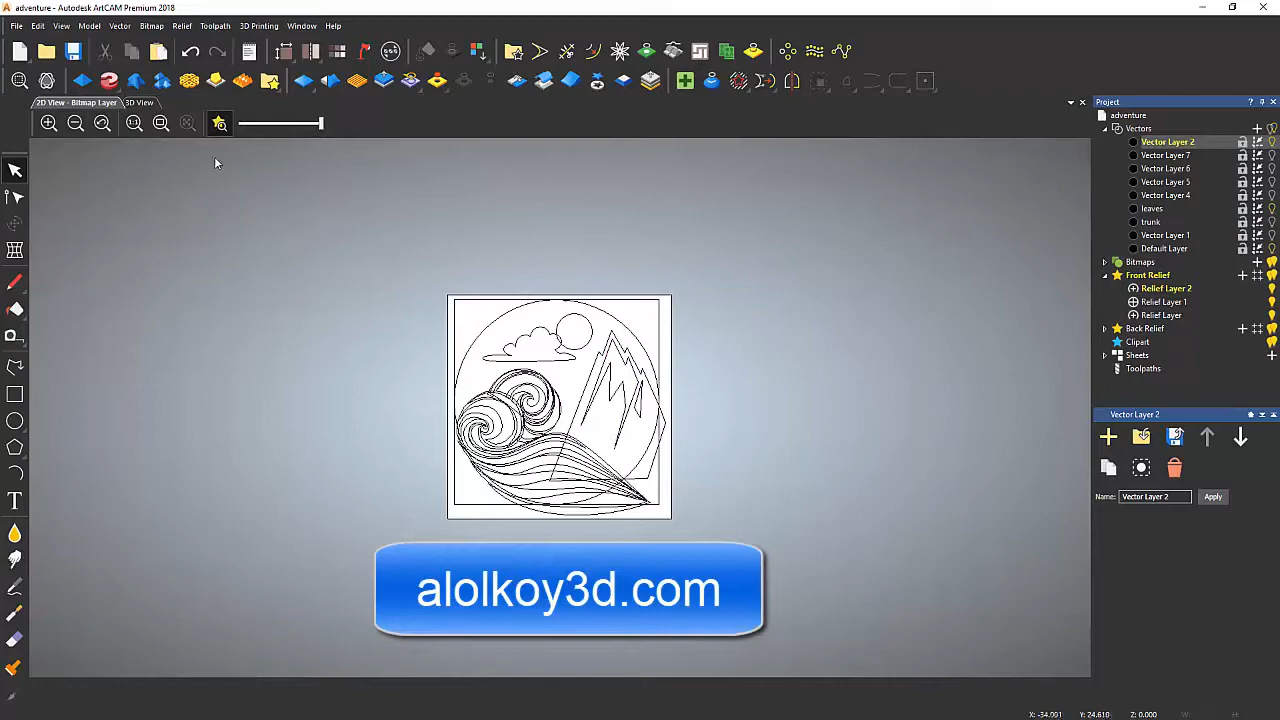 adventure - Autodesk ArtCAM Premium 2018
File Edit View Model Vector Bitmap Relief Toolpath 3D Printing Window Help
2D View - Bitmap Layer 3D View
Project
adventure
Vectors
Vector Layer 2
Vector Layer 7
Vector Layer 6
Vector Layer 5
Vector Layer 4
leaves
trunk
Vector Layer 1
Default Layer
Bitmaps
Front Relief
Relief Layer 2
Relief Layer 1
Relief Layer
Back Relief
Clipart
Sheets
Toolpaths
Vector Layer 2
Name: Vector Layer 2 Apply
alolkoy3d.com
X: -34.991 Y: 24.610 Z: 0.000 W: H: